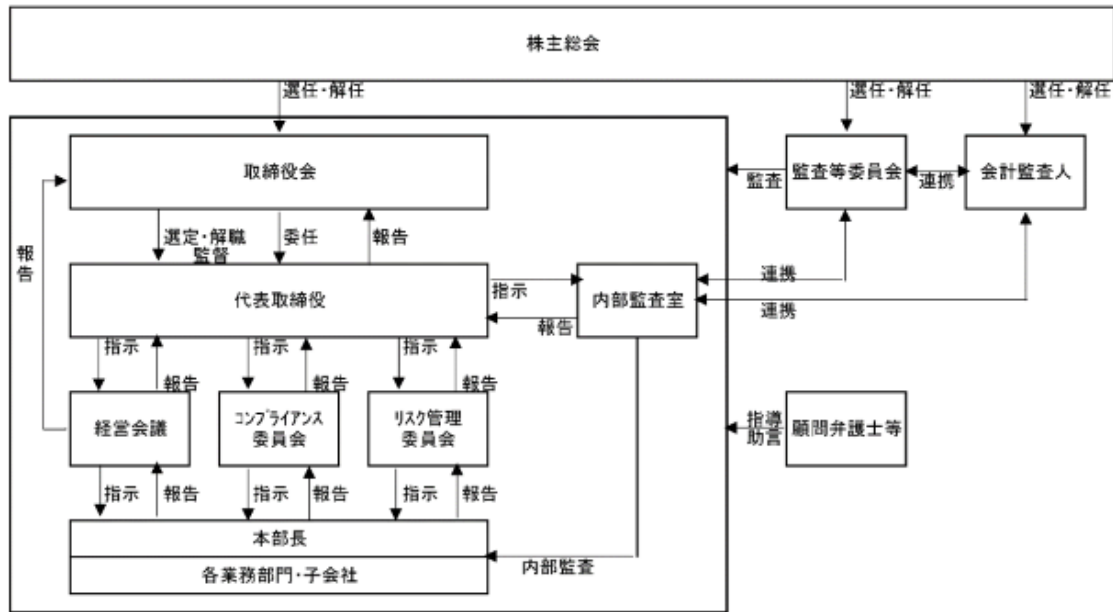 株主総会
選任・解任
選任・解任
選任・解任
取締役会
監査等委員会
会計監査人
監査
連携
報告
選定・解職
監督
委任
報告
代表取締役
指示
報告
内部監査室
連携
連携
指示
報告
指示
報告
指示
報告
経営会議
コンプライアンス
委員会
リスク管理
委員会
指導
助言
顧問弁護士等
指示
報告
指示
報告
指示
報告
本部長
内部監査
各業務部門・子会社